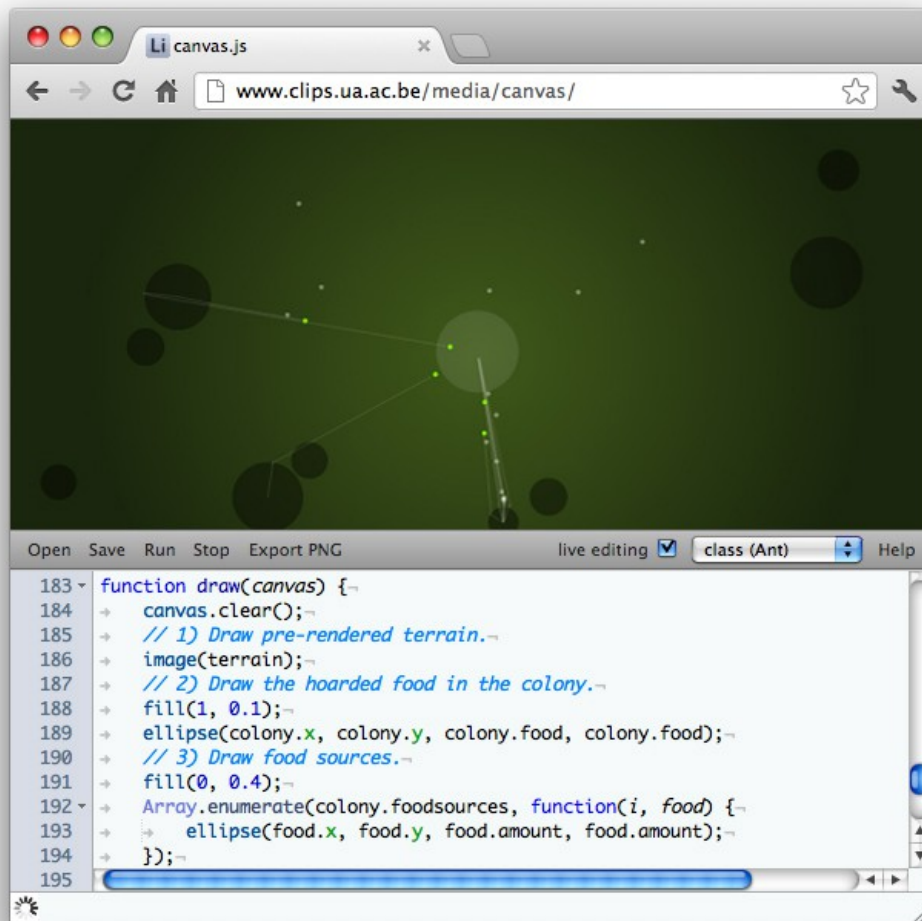 Li canvas.js
www.clips.ua.ac.be/media/canvas/
Open Save Run Stop Export PNG live editing class (Ant) Help
183 function draw(canvas) {
184 canvas.clear();
185 // 1) Draw pre-rendered terrain.
186 image(terrain);
187 // 2) Draw the hoarded food in the colony.
188 fill(1, 0.1);
189 ellipse(colony.x, colony.y, colony.food, colony.food);
190 // 3) Draw food sources.
191 fill(0, 0.4);
192 Array.enumerate(colony.foodsources, function(i, food) {
193 ellipse(food.x, food.y, food.amount, food.amount);
194 });
195